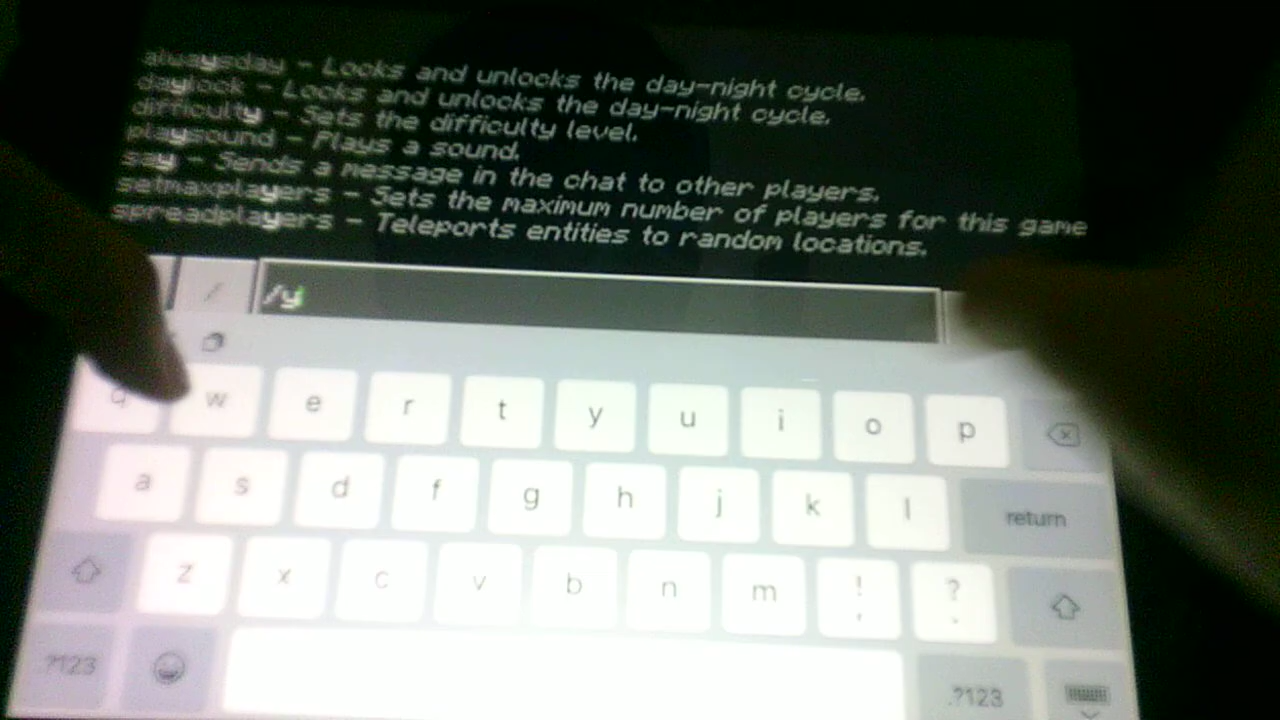 alwaysday - Locks and unlocks the day-night cycle.
daylock - Locks and unlocks the day-night cycle.
difficulty - Sets the difficulty level.
playsound - Plays a sound.
say - Sends a message in the chat to other players.
setmaxplayers - Sets the maximum number of players for this game
spreadplayers - Teleports entities to random locations.
/ /y
q w e r t y u i o p
a s d f g h j k l return
z x c v b n m ! , ? .
.?123 .?123